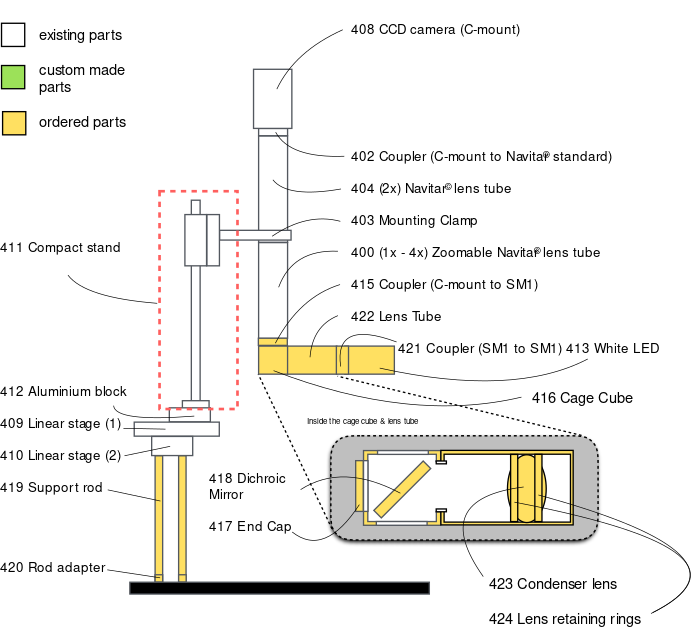 existing parts
custom made
parts
ordered parts
408 CCD camera (C-mount)
402 Coupler (C-mount to Navitar® standard)
404 (2x) Navitar© lens tube
403 Mounting Clamp
400 (1x - 4x) Zoomable Navitar® lens tube
415 Coupler (C-mount to SM1)
422 Lens Tube
421 Coupler (SM1 to SM1) 413 White LED
416 Cage Cube
411 Compact stand
412 Aluminium block
409 Linear stage (1)
410 Linear stage (2)
419 Support rod
420 Rod adapter
Inside the cage cube & lens tube
418 Dichroic
Mirror
417 End Cap
423 Condenser lens
424 Lens retaining rings